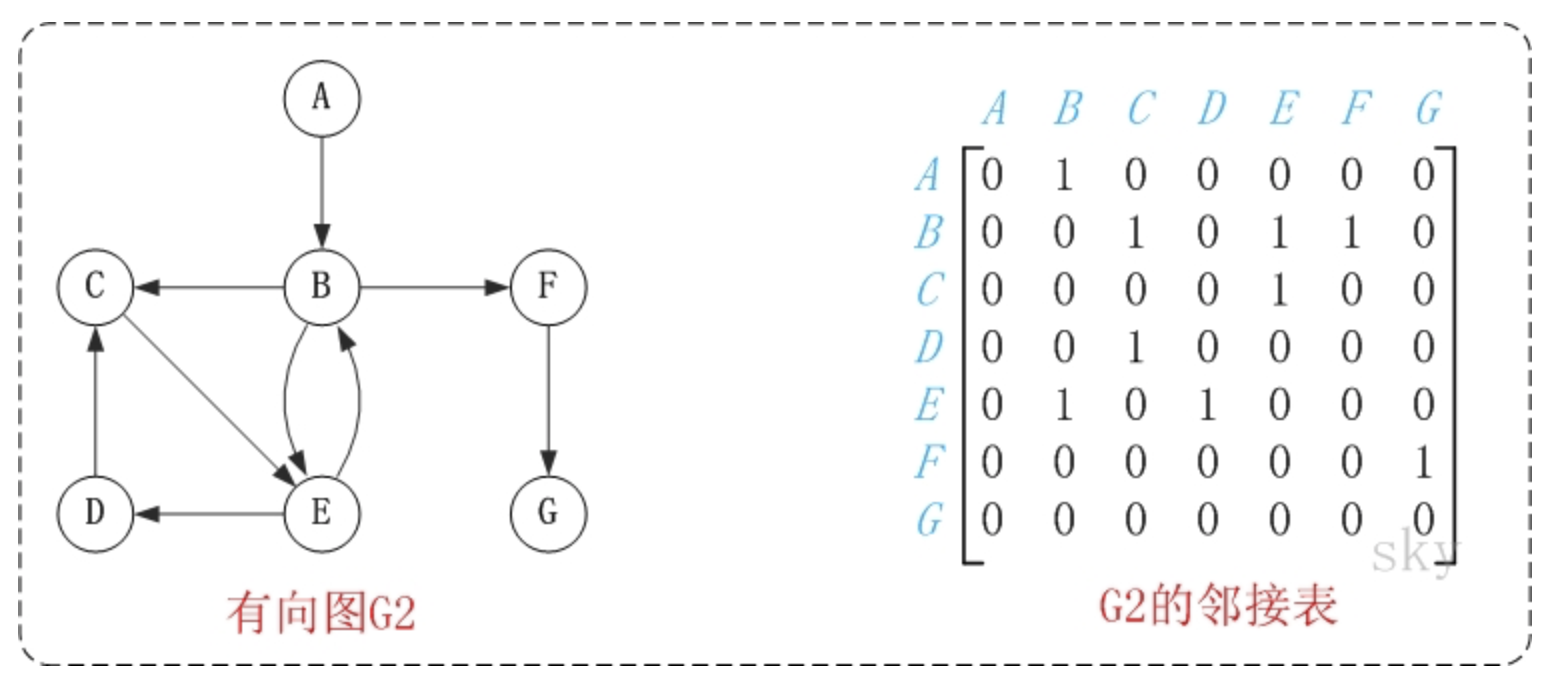 A
C
B
F
D
E
G
有向图G2
A B C D E F G
A 0 1 0 0 0 0 0
B 0 0 1 0 1 1 0
C 0 0 0 0 1 0 0
D 0 0 1 0 0 0 0
E 0 1 0 1 0 0 0
F 0 0 0 0 0 0 1
G 0 0 0 0 0 0 0
sky
G2的邻接表